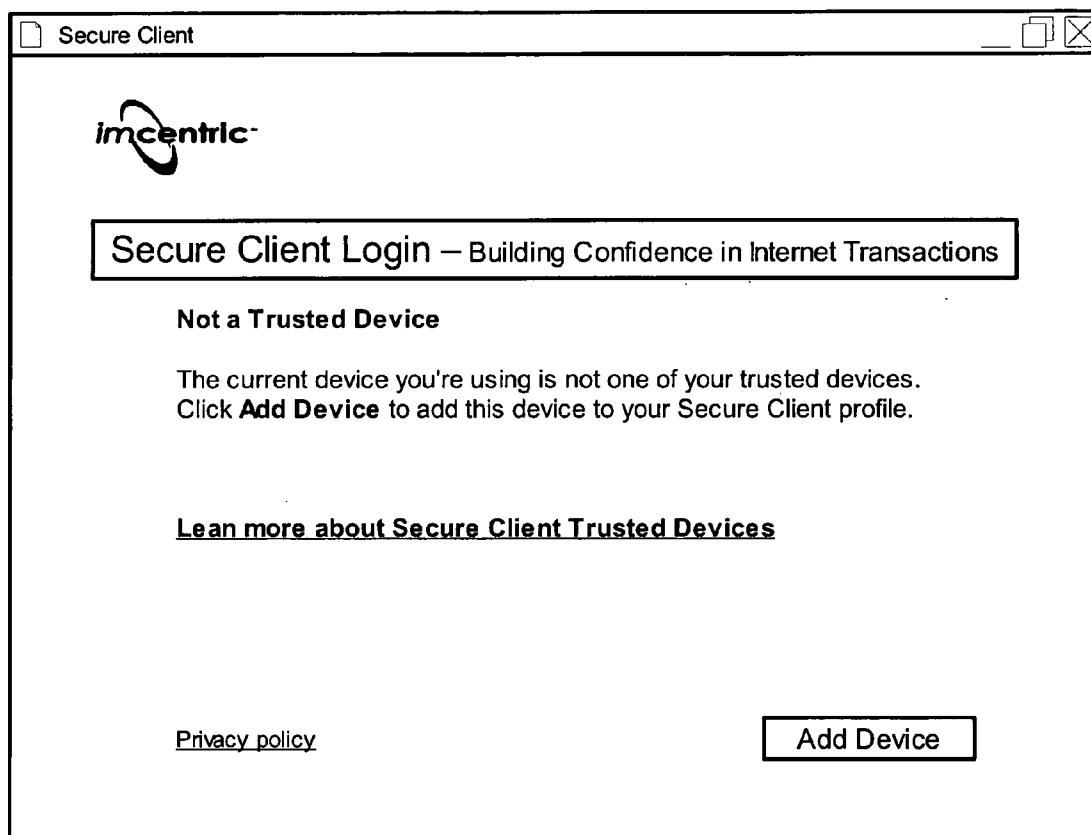 Secure Client
imcentric
Secure Client Login – Building Confidence in Internet Transactions
Not a Trusted Device
The current device you're using is not one of your trusted devices.
Click Add Device to add this device to your Secure Client profile.
Lean more about Secure Client Trusted Devices
Privacy policy
Add Device